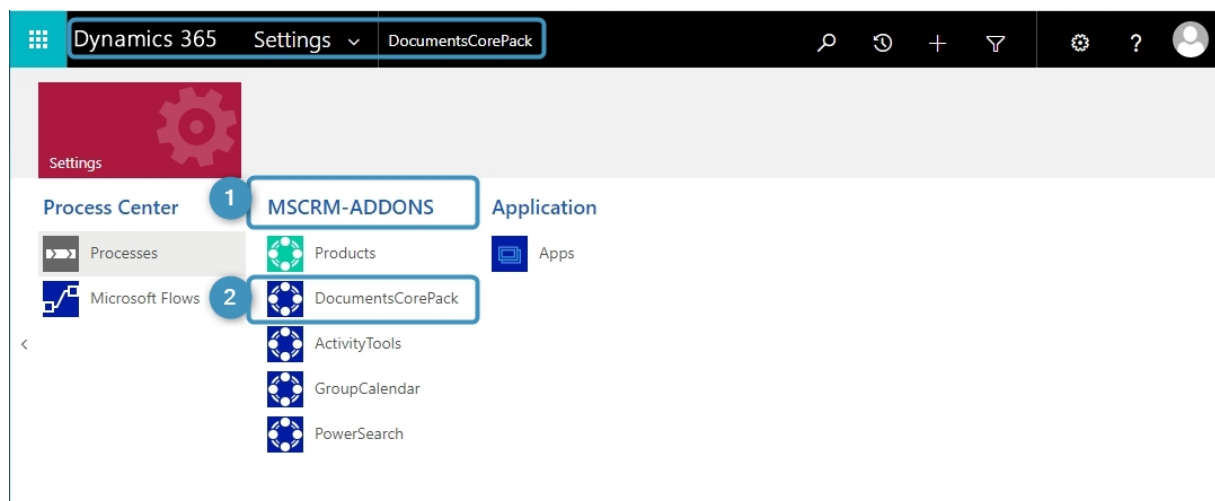 Dynamics 365 Settings DocumentsCorePack ?
Settings
Process Center 1 MSCRM-ADDONS Application
Processes Products Apps
Microsoft Flows 2 DocumentsCorePack
ActivityTools
GroupCalendar
PowerSearch